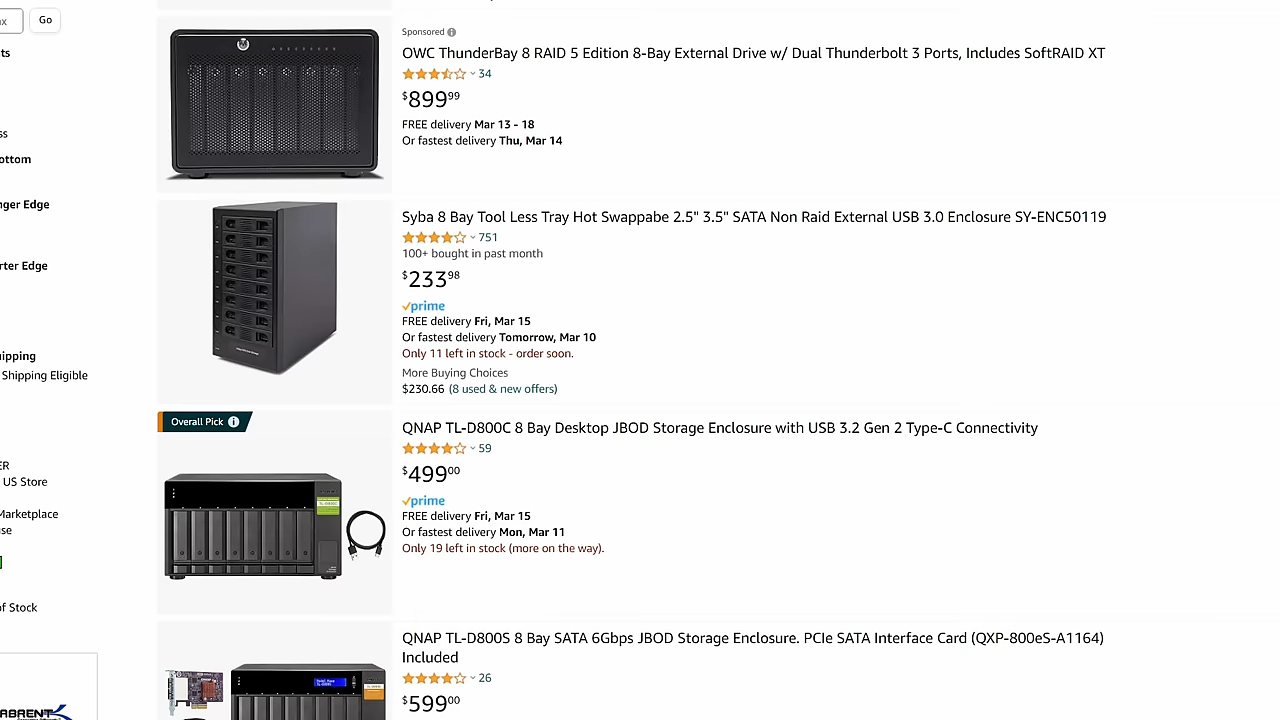 Go
ts
ss
ottom
nger Edge
rter Edge
hipping
Shipping Eligible
ER
US Store
Marketplace
se
of Stock
Sponsored
OWC ThunderBay 8 RAID 5 Edition 8-Bay External Drive w/ Dual Thunderbolt 3 Ports, Includes SoftRAID XT
34
$899.99
FREE delivery Mar 13 - 18
Or fastest delivery Thu, Mar 14
Syba 8 Bay Tool Less Tray Hot Swappabe 2.5" 3.5" SATA Non Raid External USB 3.0 Enclosure SY-ENC50119
751
100+ bought in past month
$233.98
prime
FREE delivery Fri, Mar 15
Or fastest delivery Tomorrow, Mar 10
Only 11 left in stock - order soon.
More Buying Choices
$230.66 (8 used & new offers)
Overall Pick
QNAP TL-D800C 8 Bay Desktop JBOD Storage Enclosure with USB 3.2 Gen 2 Type-C Connectivity
59
$499.00
prime
FREE delivery Fri, Mar 15
Or fastest delivery Mon, Mar 11
Only 19 left in stock (more on the way).
QNAP TL-D800S 8 Bay SATA 6Gbps JBOD Storage Enclosure. PCIe SATA Interface Card (QXP-800eS-A1164)
Included
26
$599.00
ABRENT